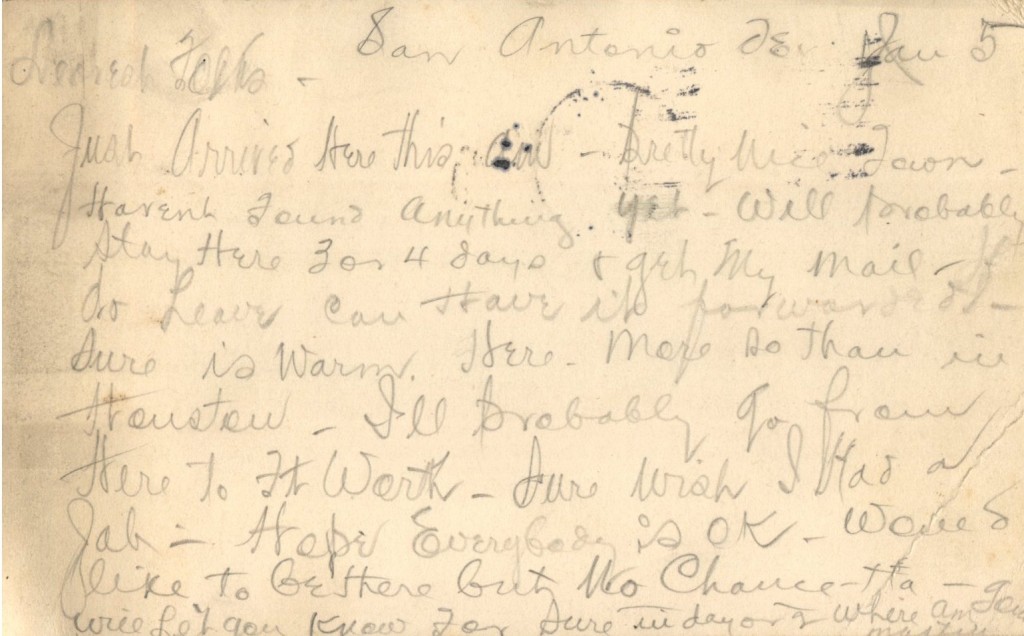 San Antonio Tex Jan 5
Dearest Folks -
Just Arrived Here this - Pretty Nice Town -
Havent Found Anything yet - Will Probably
Stay Here 3 or 4 days & get My Mail - If
do Leave can Have it forwarded -
Sure is Warm. Here - More so than in
Houston - I'll Probably Go from
Here to Ft Worth - Sure wish I Had a
Job - Hope Everybody is OK - Would
like to be there but No Chance -
will Let you Know For Sure in day or 2 where am